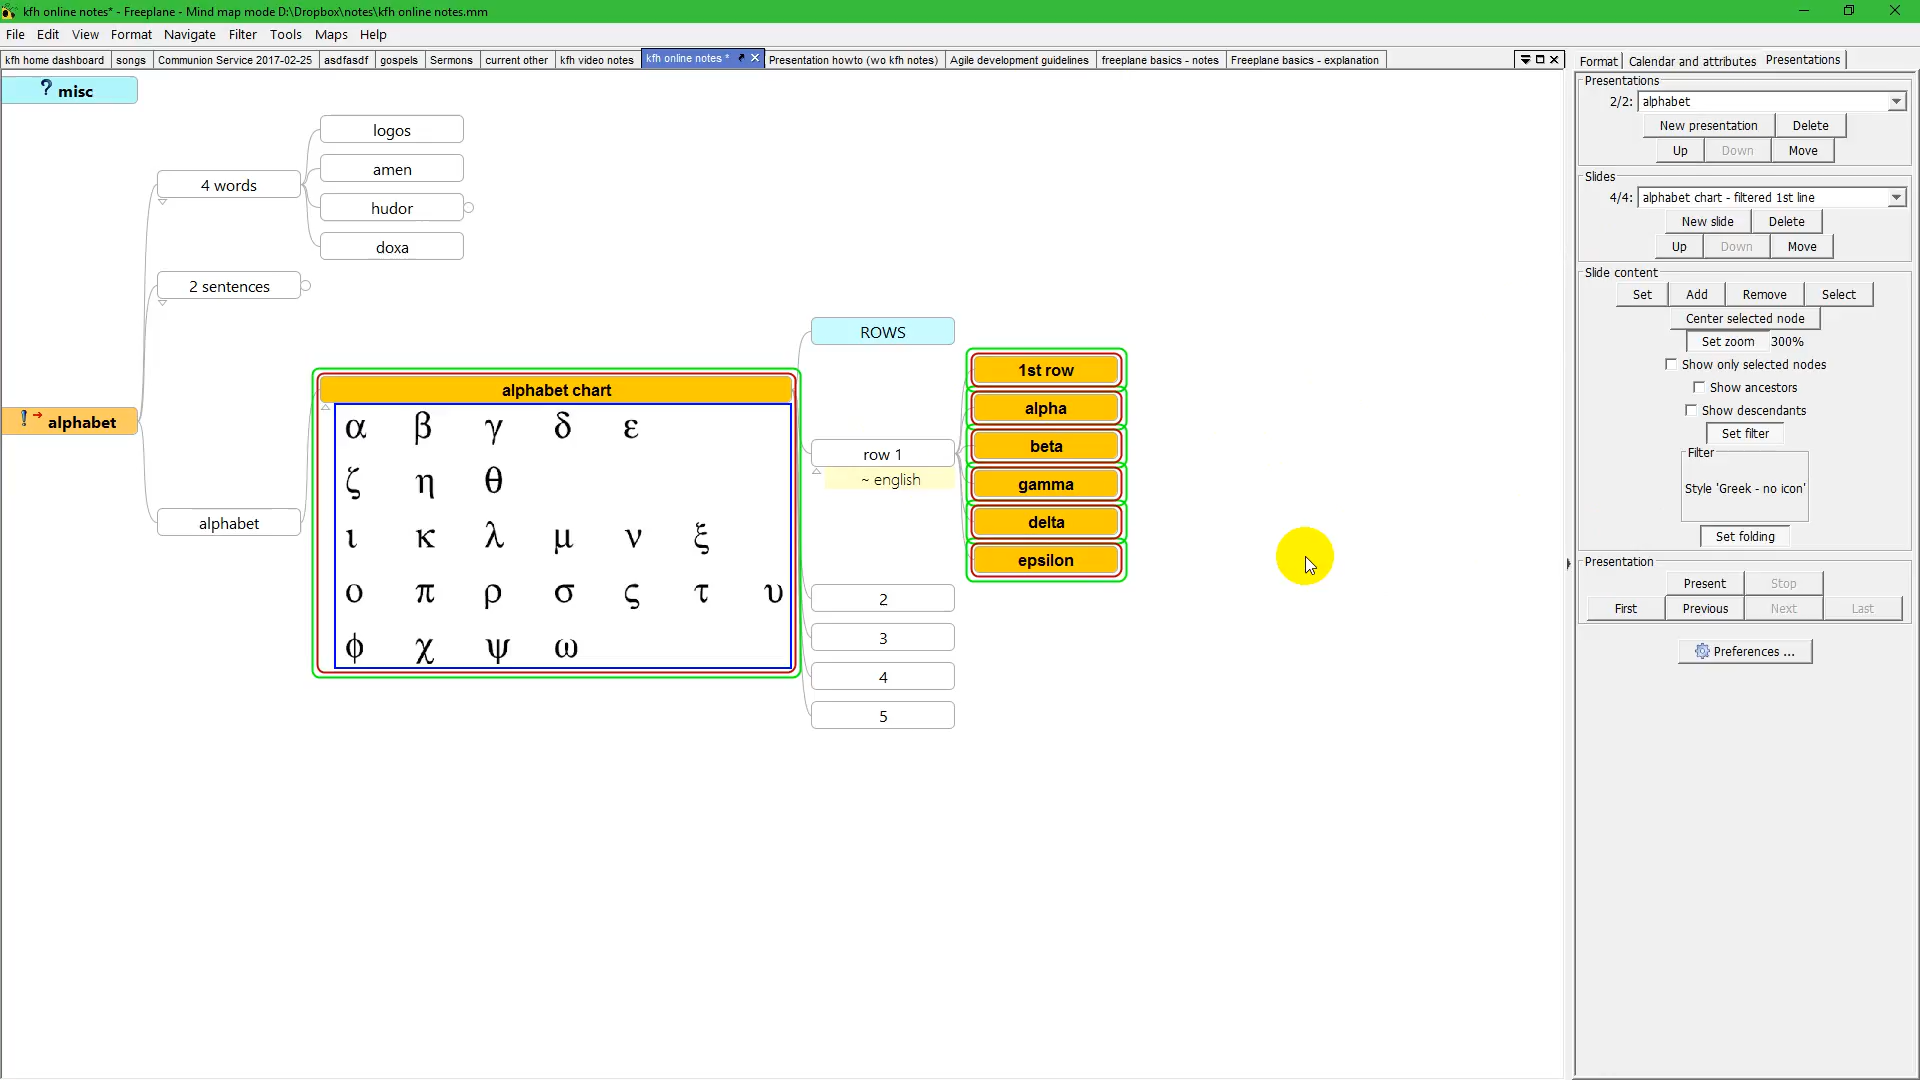 kfh online notes* - Freeplane - Mind map mode D:\Dropbox\notes\kfh online notes.mm
File Edit View Format Navigate Filter Tools Maps Help
kfh home dashboard songs Communion Service 2017-02-25 asdfasdf gospels Sermons current other kfh video notes kfh online notes * Presentation howto (wo kfh notes) Agile development guidelines freeplane basics - notes Freeplane basics - explanation
? misc
logos
4 words
amen
hudor
doxa
2 sentences
ROWS
alphabet chart
α β γ δ ε
ζ η θ
ι κ λ μ ν ξ
ο π ρ σ ς τ υ
φ χ ψ ω
! alphabet
alphabet
row 1
~ english
1st row
alpha
beta
gamma
delta
epsilon
2
3
4
5
Format Calendar and attributes Presentations
Presentations
2/2: alphabet
New presentation Delete
Up Down Move
Slides
4/4: alphabet chart - filtered 1st line
New slide Delete
Up Down Move
Slide content
Set Add Remove Select
Center selected node
Set zoom 300%
Show only selected nodes
Show ancestors
Show descendants
Set filter
Filter
Style 'Greek - no icon'
Set folding
Presentation
Present Stop
First Previous Next Last
Preferences ...